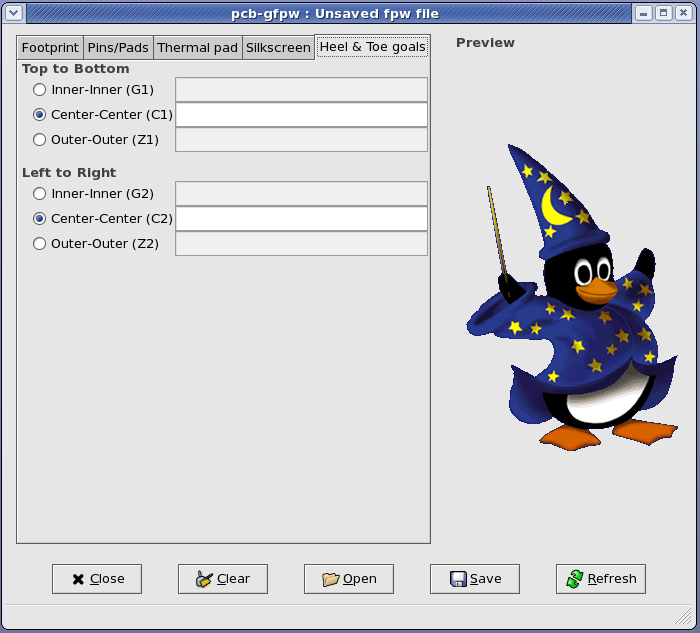 pcb-gfpw : Unsaved fpw file
Footprint Pins/Pads Thermal pad Silkscreen Heel & Toe goals
Preview
Top to Bottom
Inner-Inner (G1)
Center-Center (C1)
Outer-Outer (Z1)
Left to Right
Inner-Inner (G2)
Center-Center (C2)
Outer-Outer (Z2)
Close Clear Open Save Refresh